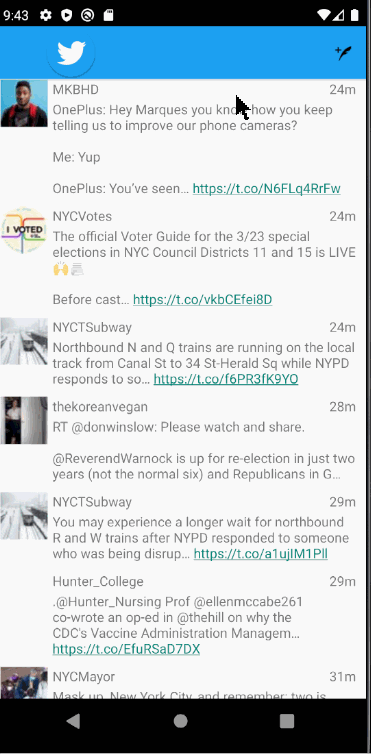 9:43
MKBHD 24m
OnePlus: Hey Marques you know how you keep
telling us to improve our phone cameras?
Me: Yup
OnePlus: You've seen… https://t.co/N6FLq4RrFw
NYCVotes 24m
I VOTED
The official Voter Guide for the 3/23 special
elections in NYC Council Districts 11 and 15 is LIVE
🙌🗞️
Before cast… https://t.co/vkbCEfei8D
NYCTSubway 24m
Northbound N and Q trains are running on the local
track from Canal St to 34 St-Herald Sq while NYPD
responds to so… https://t.co/f6PR3fK9YO
thekoreanvegan 28m
RT @donwinslow: Please watch and share.
@ReverendWarnock is up for re-election in just two
years (not the normal six) and Republicans in G…
NYCTSubway 29m
You may experience a longer wait for northbound
R and W trains after NYPD responded to someone
who was being disrup… https://t.co/a1ujIM1Pll
Hunter_College 29m
.@Hunter_Nursing Prof @ellenmccabe261
co-wrote an op-ed in @thehill on why the
CDC's Vaccine Administration Managem…
https://t.co/EfuRSaD7DX
NYCMayor 31m
Mask up, New York City, and remember: two is